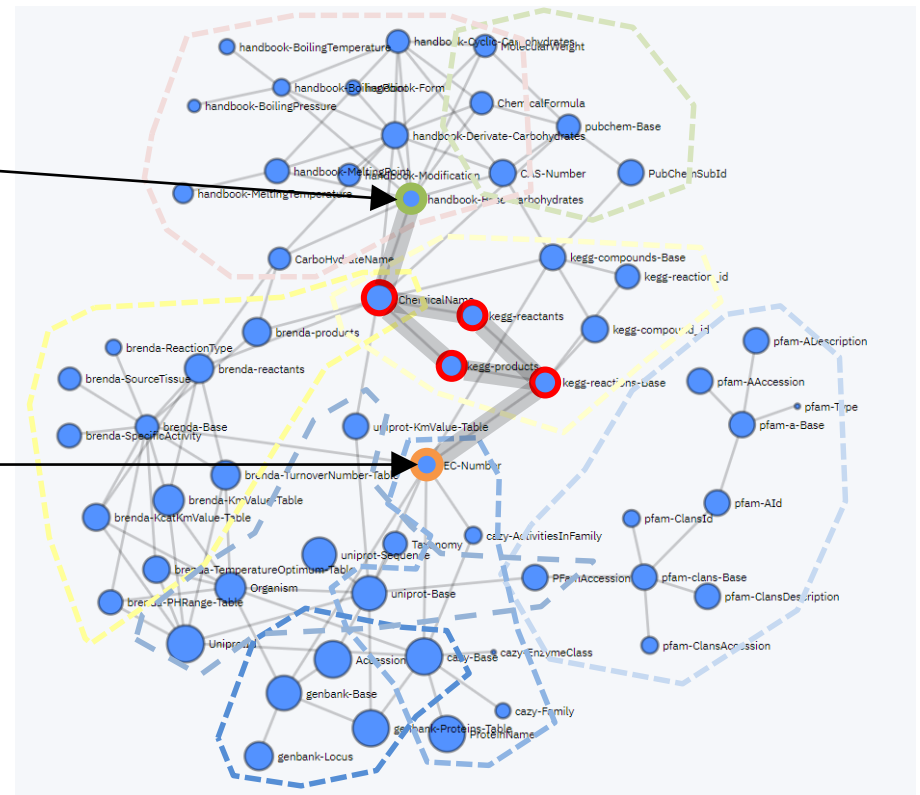 handbook-BoilingTemperature
handbook-Cyclic-Carbohydrates
MolecularWeight
handbook-BoilingPoint
handbook-Form
handbook-BoilingPressure
ChemicalFormula
handbook-Derivate-Carbohydrates
pubchem-Base
handbook-MeltingPoint
handbook-Modification
CAS-Number
PubChemSubId
handbook-MeltingTemperature
handbook-Base-Carbohydrates
CarboHydrateName
kegg-compounds-Base
kegg-reaction_id
ChemicalName
kegg-reactants
brenda-products
kegg-compound_id
pfam-ADescription
brenda-ReactionType
brenda-reactants
kegg-products
brenda-SourceTissue
kegg-reactions-Base
pfam-AAccession
pfam-Type
brenda-Base
uniprot-KmValue-Table
pfam-a-Base
brenda-SpecificActivity
EC-Number
brenda-TurnoverNumber-Table
brenda-KmValue-Table
pfam-AId
brenda-KcatKmValue-Table
pfam-ClansId
cazy-ActivitiesInFamily
Taxonomy
uniprot-Sequence
brenda-TemperatureOptimum-Table
PFamAccession
pfam-clans-Base
Organism
uniprot-Base
pfam-ClansDescription
brenda-PHRange-Table
UniprotId
pfam-ClansAccession
Accession
cazy-Base
cazy-EnzymeClass
genbank-Base
cazy-Family
genbank-Proteins-Table
ProteinName
genbank-Locus